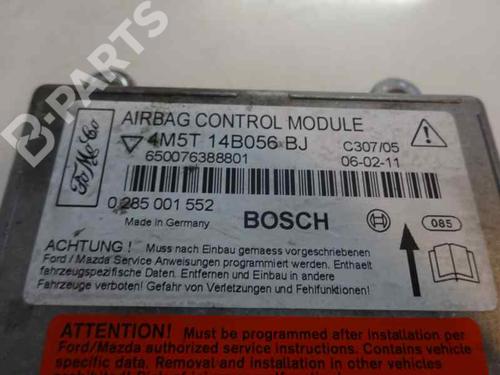 B-PARTS
AIRBAG CONTROL MODULE
4M5T 14B056 BJ C307/05
650076388801 06-02-11
0 285 001 552
Made in Germany BOSCH 085
FoMoCo
ACHTUNG ! Muss nach Einbau gemaess vorgeschriebenen
Ford / Mazda Service Anweisungen programmiert werden. Enthaelt
fahrzeugspezifische Daten. Entfernen und Einbau in andere
Fahrzeuge verboten! Gefahr von Verletzungen und Fehlfunktionen!
ATTENTION! Must be programmed after installation per
Ford/Mazda authorized service instructions. Contains vehicle
specific data. Removal and installation in other vehicles